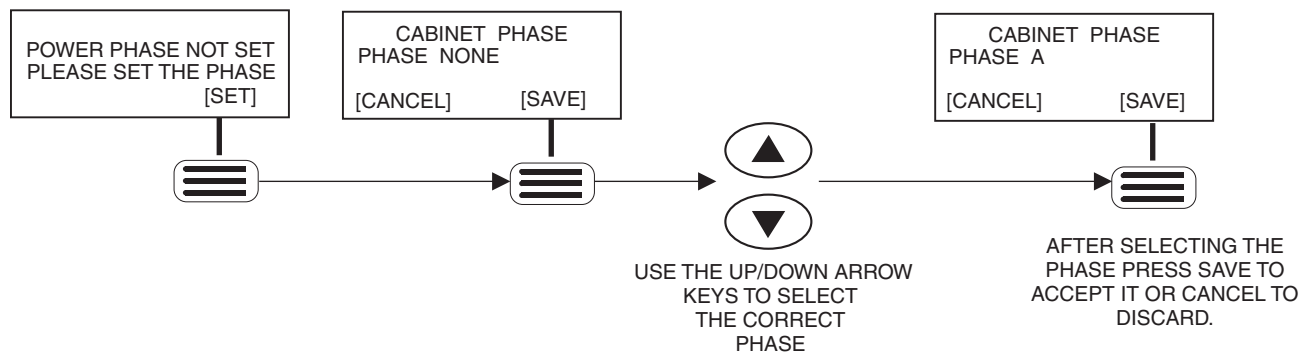 POWER PHASE NOT SET
PLEASE SET THE PHASE
[SET]
CABINET PHASE
PHASE NONE
[CANCEL] [SAVE]
USE THE UP/DOWN ARROW
KEYS TO SELECT
THE CORRECT
PHASE
CABINET PHASE
PHASE A
[CANCEL] [SAVE]
AFTER SELECTING THE
PHASE PRESS SAVE TO
ACCEPT IT OR CANCEL TO
DISCARD.